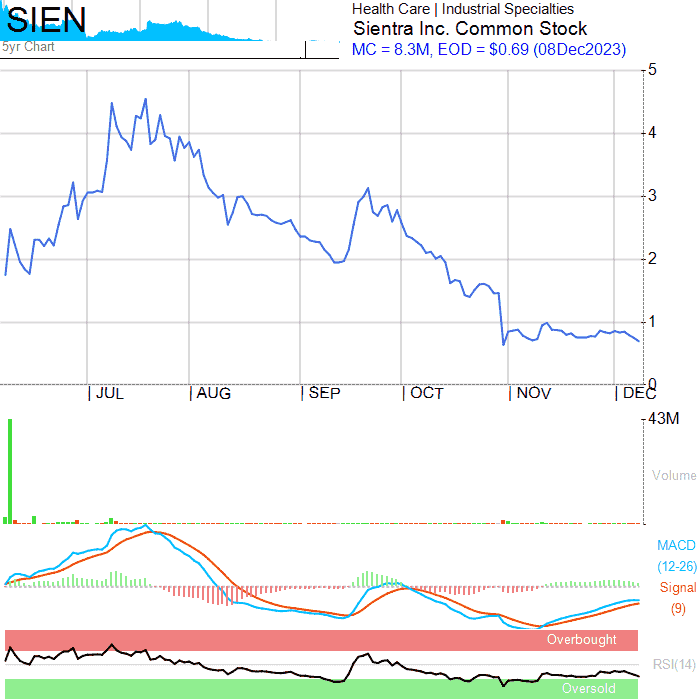 SIEN
5yr Chart
Health Care | Industrial Specialties
Sientra Inc. Common Stock
MC = 8.3M, EOD = $0.69 (08Dec2023)
5
4
3
2
1
0
JUL AUG SEP OCT NOV DEC
43M
Volume
MACD
(12-26)
Signal
(9)
Overbought
RSI(14)
Oversold